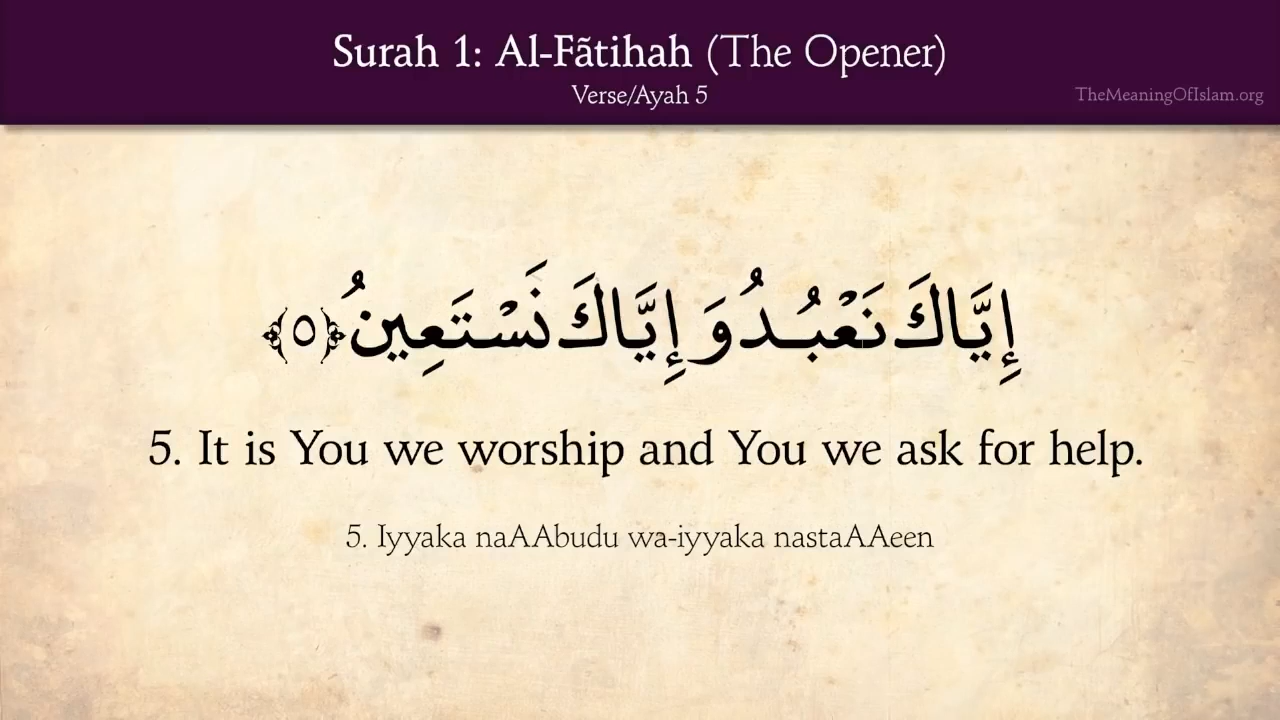 Surah 1: Al-Fãtihah (The Opener)
Verse/Ayah 5
TheMeaningOfIslam.org
إِيَّاكَ نَعْبُدُ وَ إِيَّاكَ نَسْتَعِينُ ﴿٥﴾
5. It is You we worship and You we ask for help.
5. Iyyaka naAAbudu wa-iyyaka nastaAAeen